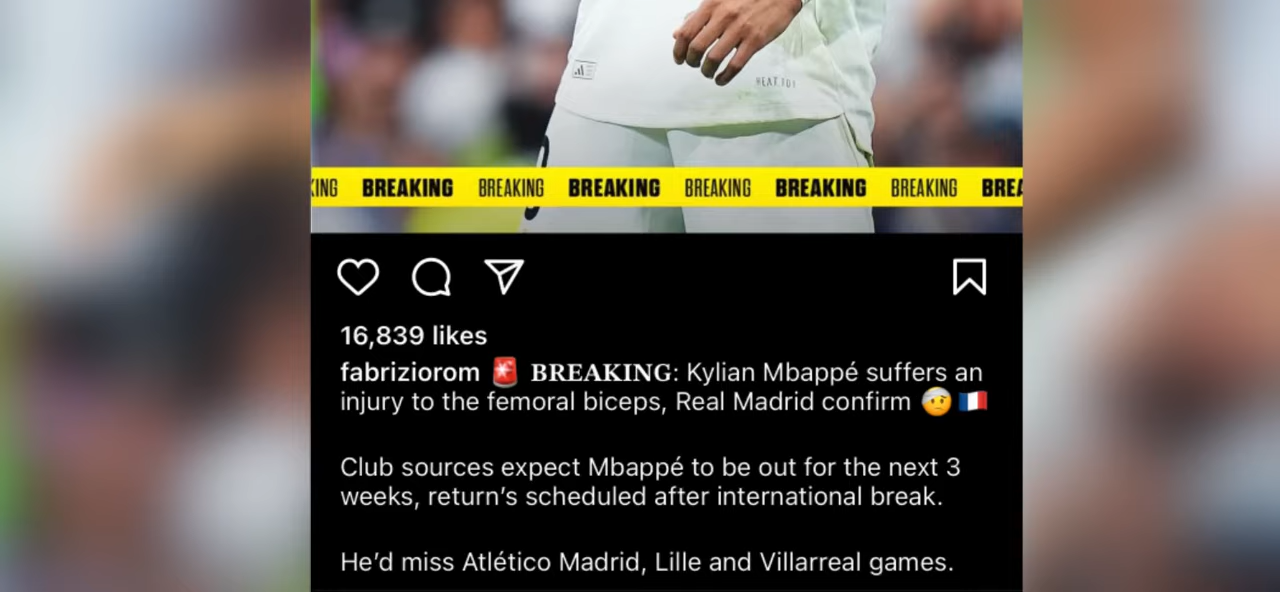 HEAT.RDY
KING BREAKING BREAKING BREAKING BREAKING BREAKING BREAKING BREA
16,839 likes
fabriziorom 🚨 𝐁𝐑𝐄𝐀𝐊𝐈𝐍𝐆: Kylian Mbappé suffers an
injury to the femoral biceps, Real Madrid confirm 🤕🇫🇷
Club sources expect Mbappé to be out for the next 3
weeks, return’s scheduled after international break.
He’d miss Atlético Madrid, Lille and Villarreal games.